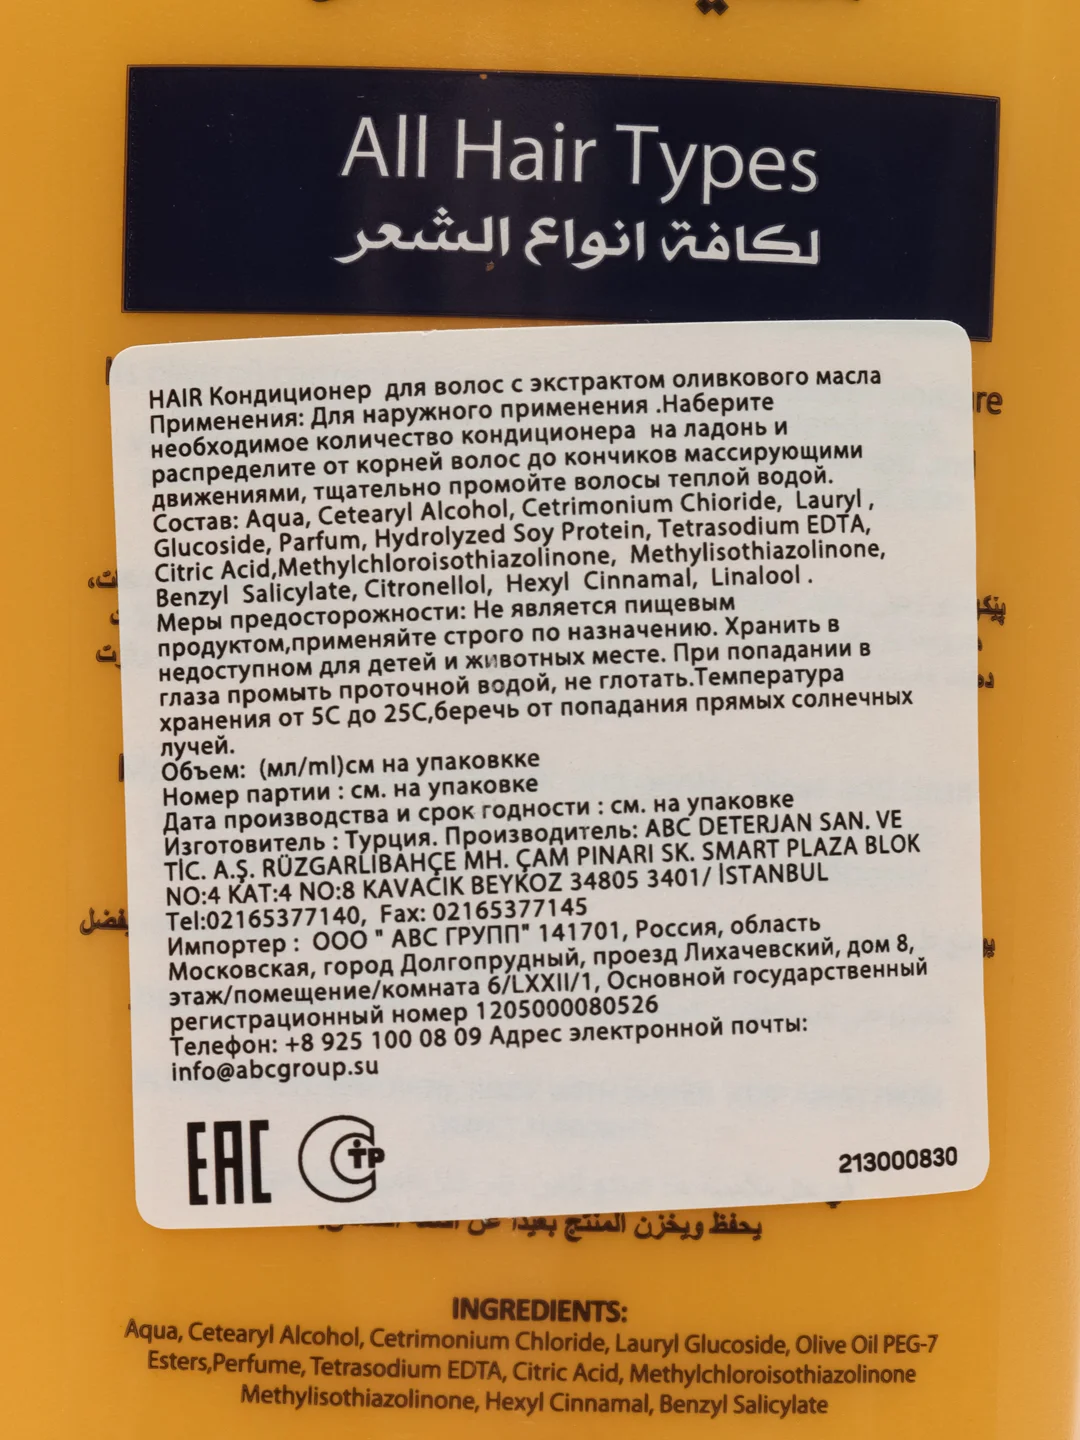 All Hair Types
لكافة انواع الشعر
HAIR Кондиционер для волос с экстрактом оливкового масла
Применения: Для наружного применения .Наберите
необходимое количество кондиционера на ладонь и
распределите от корней волос до кончиков массирующими
движениями, тщательно промойте волосы теплой водой.
Состав: Aqua, Cetearyl Alcohol, Cetrimonium Chioride, Lauryl ,
Glucoside, Parfum, Hydrolyzed Soy Protein, Tetrasodium EDTA,
Citric Acid,Methylchloroisothiazolinone, Methylisothiazolinone,
Benzyl Salicylate, Citronellol, Hexyl Cinnamal, Linalool .
Меры предосторожности: Не является пищевым
продуктом,применяйте строго по назначению. Хранить в
недоступном для детей и животных месте. При попадании в
глаза промыть проточной водой, не глотать.Температура
хранения от 5С до 25С,беречь от попадания прямых солнечных
лучей.
Объем: (мл/ml)см на упаковкке
Номер партии : см. на упаковке
Дата производства и срок годности : см. на упаковке
Изготовитель : Турция. Производитель: ABC DETERJAN SAN. VE
TİC. A.Ş. RÜZGARLIBAHÇE MH. ÇAM PINARI SK. SMART PLAZA BLOK
NO:4 KAT:4 NO:8 KAVACIK BEYKOZ 34805 3401/ İSTANBUL
Tel:02165377140, Fax: 02165377145
Импортер : ООО " АВС ГРУПП" 141701, Россия, область
Московская, город Долгопрудный, проезд Лихачевский, дом 8,
этаж/помещение/комната 6/LXXII/1, Основной государственный
регистрационный номер 1205000080526
Телефон: +8 925 100 08 09 Адрес электронной почты:
info@abcgroup.su
EAC
СТР
213000830
يحفظ ويخزن المنتج بعيدا عن
INGREDIENTS:
Aqua, Cetearyl Alcohol, Cetrimonium Chloride, Lauryl Glucoside, Olive Oil PEG-7
Esters,Perfume, Tetrasodium EDTA, Citric Acid, Methylchloroisothiazolinone
Methylisothiazolinone, Hexyl Cinnamal, Benzyl Salicylate